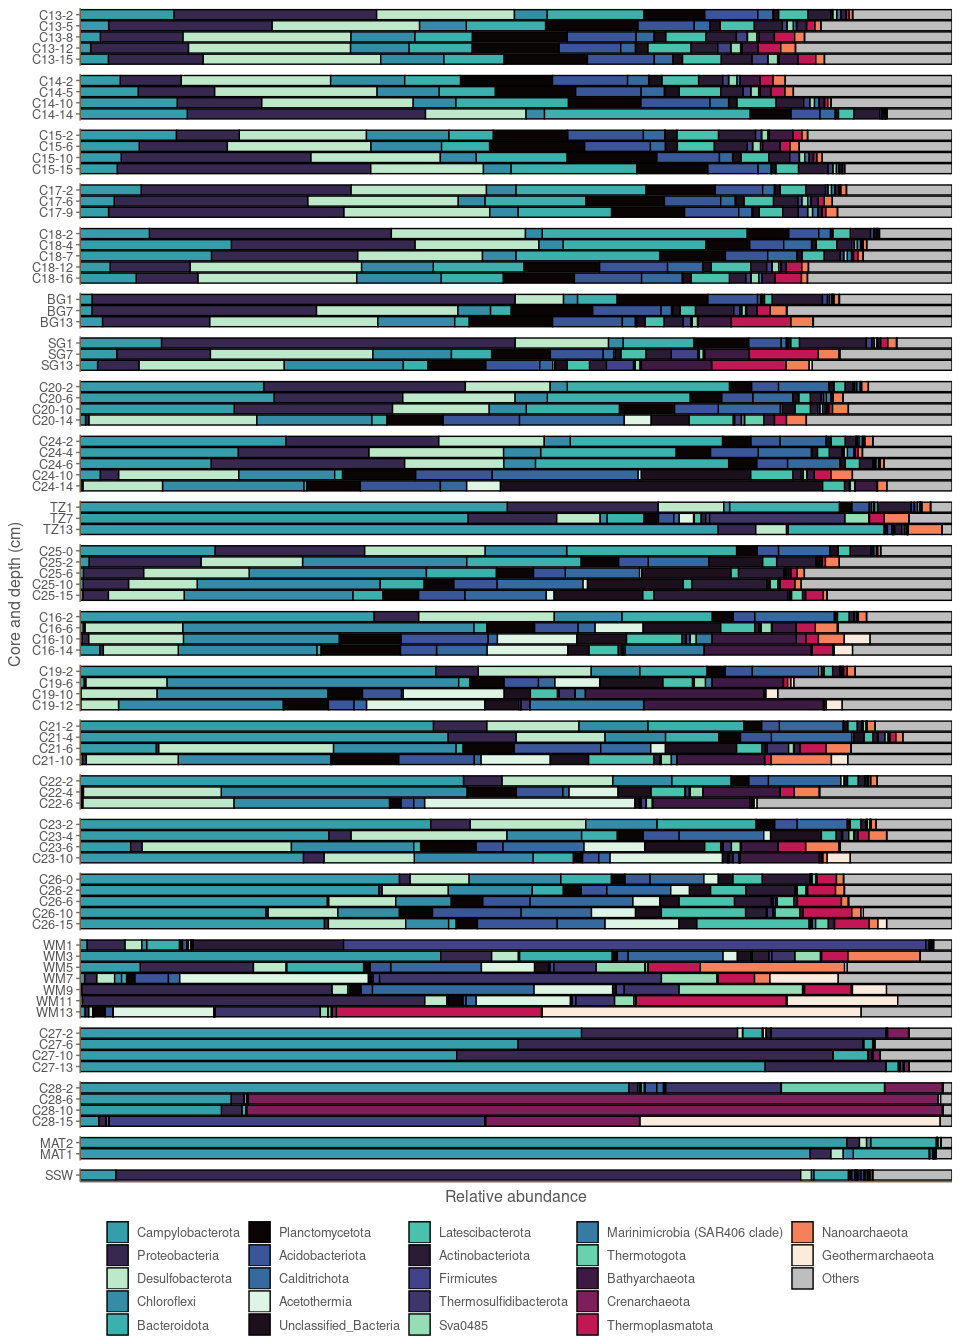 C13-2
C13-5
C13-8
C13-12
C13-15
C14-2
C14-5
C14-10
C14-14
C15-2
C15-6
C15-10
C15-15
C17-2
C17-6
C17-9
C18-2
C18-4
C18-7
C18-12
C18-16
BG1
BG7
BG13
SG1
SG7
SG13
C20-2
C20-6
C20-10
C20-14
C24-2
C24-4
C24-6
C24-10
C24-14
TZ1
TZ7
TZ13
C25-0
C25-2
C25-6
C25-10
C25-15
C16-2
C16-6
C16-10
C16-14
C19-2
C19-6
C19-10
C19-12
C21-2
C21-4
C21-6
C21-10
C22-2
C22-4
C22-6
C23-2
C23-4
C23-6
C23-10
C26-0
C26-2
C26-6
C26-10
C26-15
WM1
WM3
WM5
WM7
WM9
WM11
WM13
C27-2
C27-6
C27-10
C27-13
C28-2
C28-6
C28-10
C28-15
MAT2
MAT1
SSW
Core and depth (cm)
Relative abundance
Campylobacterota
Proteobacteria
Desulfobacterota
Chloroflexi
Bacteroidota
Planctomycetota
Acidobacteriota
Calditrichota
Acetothermia
Unclassified_Bacteria
Latescibacterota
Actinobacteriota
Firmicutes
Thermosulfidibacterota
Sva0485
Marinimicrobia (SAR406 clade)
Thermotogota
Bathyarchaeota
Crenarchaeota
Thermoplasmatota
Nanoarchaeota
Geothermarchaeota
Others